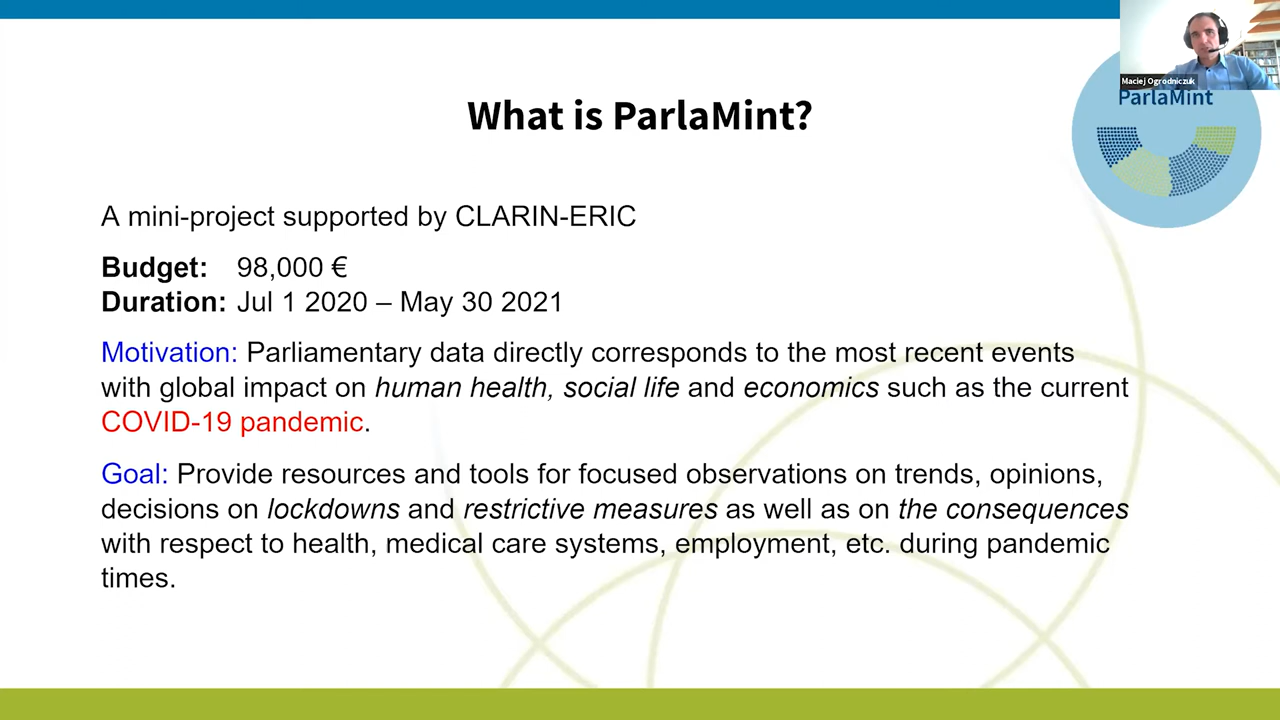 Maciej Ogrodniczuk
ParlaMint
What is ParlaMint?
A mini-project supported by CLARIN-ERIC
Budget: 98,000 €
Duration: Jul 1 2020 – May 30 2021
Motivation: Parliamentary data directly corresponds to the most recent events
with global impact on human health, social life and economics such as the current
COVID-19 pandemic.
Goal: Provide resources and tools for focused observations on trends, opinions,
decisions on lockdowns and restrictive measures as well as on the consequences
with respect to health, medical care systems, employment, etc. during pandemic
times.